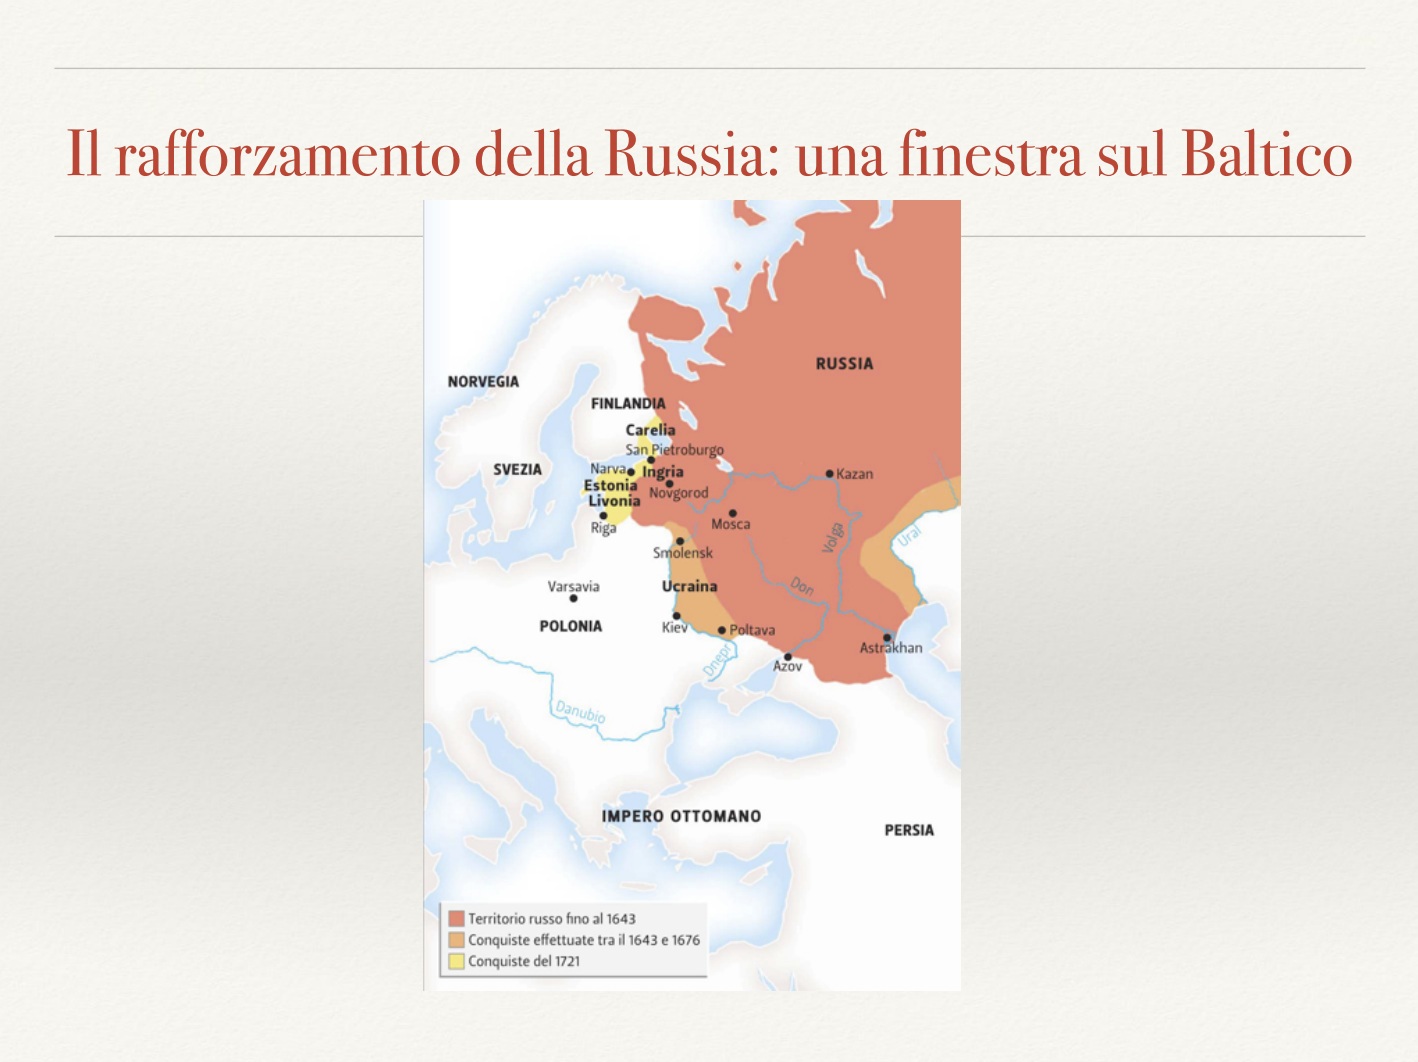 Il rafforzamento della Russia: una finestra sul Baltico
RUSSIA
NORVEGIA
FINLANDIA
Carelia
San Pietroburgo
SVEZIA
Narva
Ingria
Kazan
Estonia
Novgorod
Livonia
Riga
Mosca
Volga
Ural
Smolensk
Varsavia
Ucraina
Don
POLONIA
Kiev
Poltava
Astrakhan
Dnepr
Azov
Danubio
IMPERO OTTOMANO
PERSIA
Territorio russo fino al 1643
Conquiste effettuate tra il 1643 e 1676
Conquiste del 1721